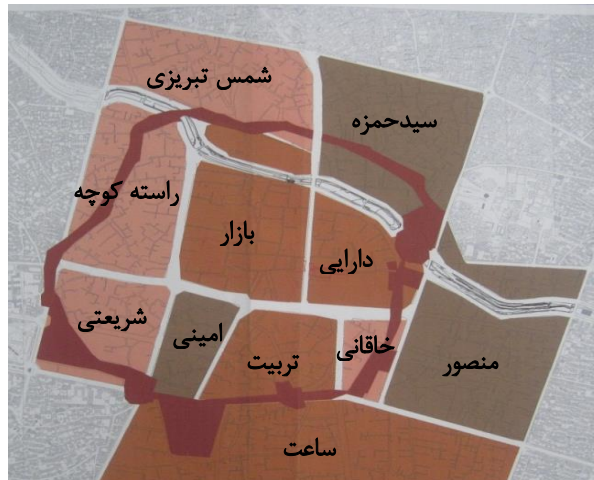 شمس تبریزی
سیدحمزه
راسته کوچه
بازار
دارایی
شریعتی
امینی
تربیت
خاقانی
منصور
ساعت